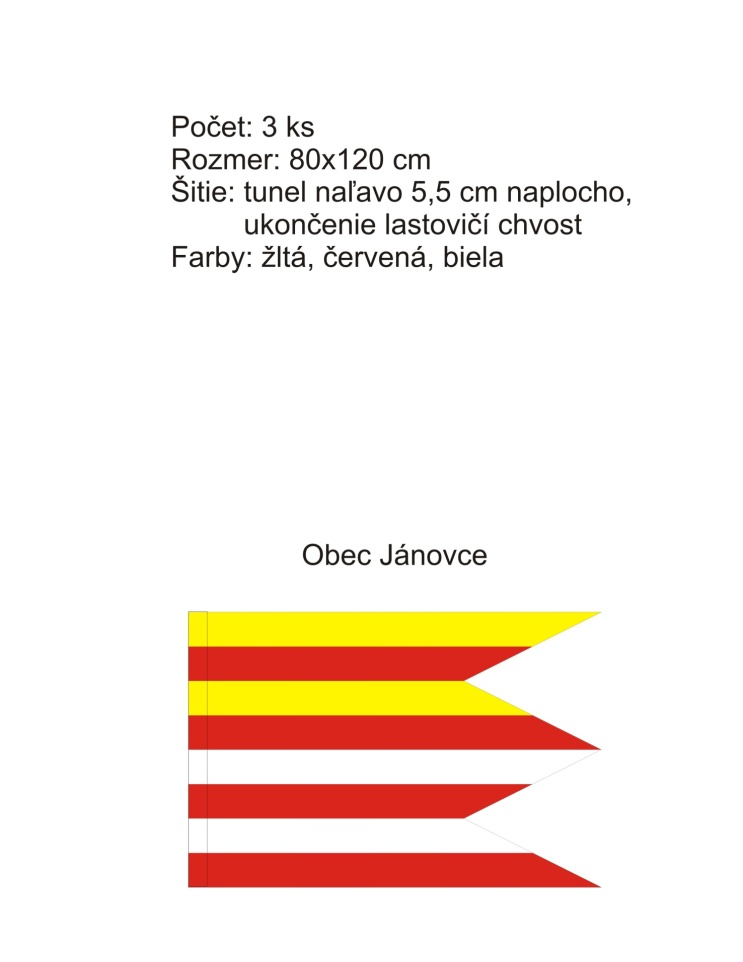 Počet: 3 ks
Rozmer: 80x120 cm
Šitie: tunel naľavo 5,5 cm naplocho,
ukončenie lastovičí chvost
Farby: žltá, červená, biela
Obec Jánovce